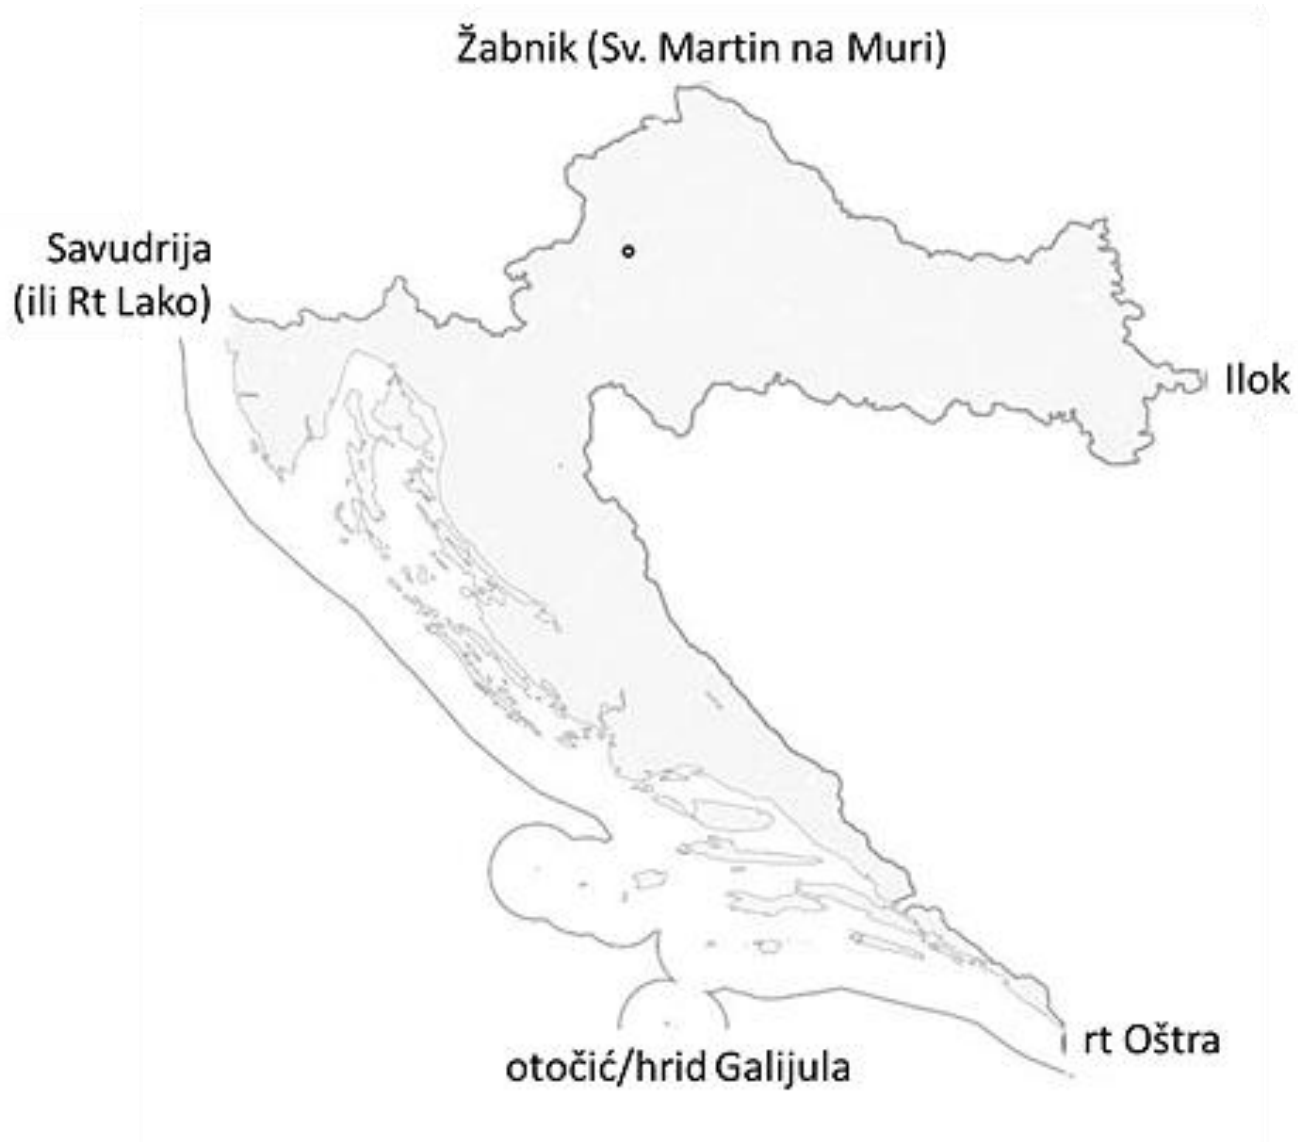 Žabnik (Sv. Martin na Muri)
Savudrija
(ili Rt Lako)
Ilok
rt Oštra
otočić/hrid Galijula